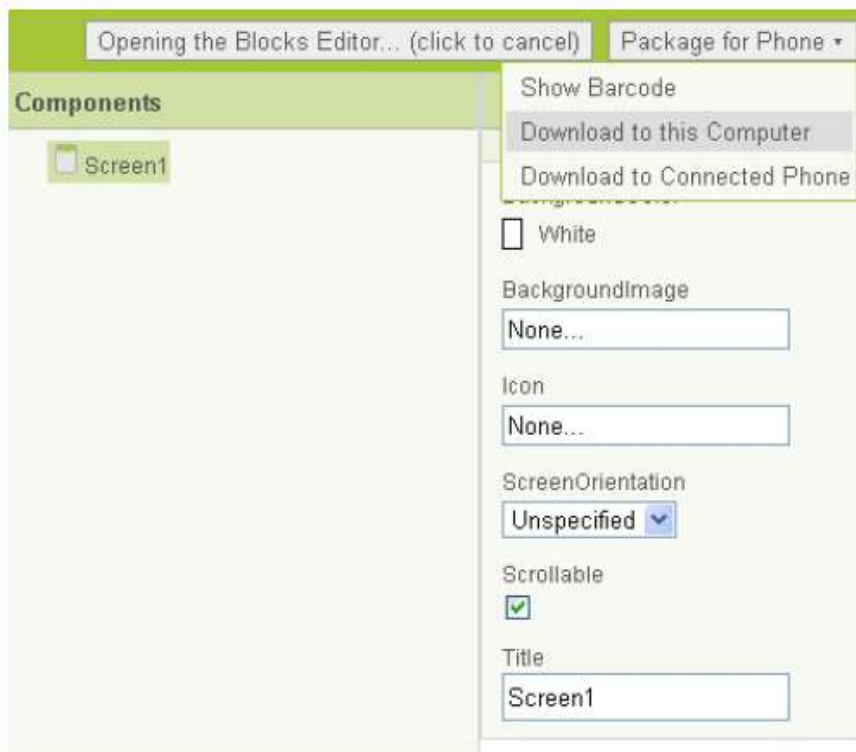 Opening the Blocks Editor... (click to cancel)
Package for Phone
Show Barcode
Download to this Computer
Download to Connected Phone
Components
Screen1
White
BackgroundImage
None...
Icon
None...
ScreenOrientation
Unspecified
Scrollable
Title
Screen1